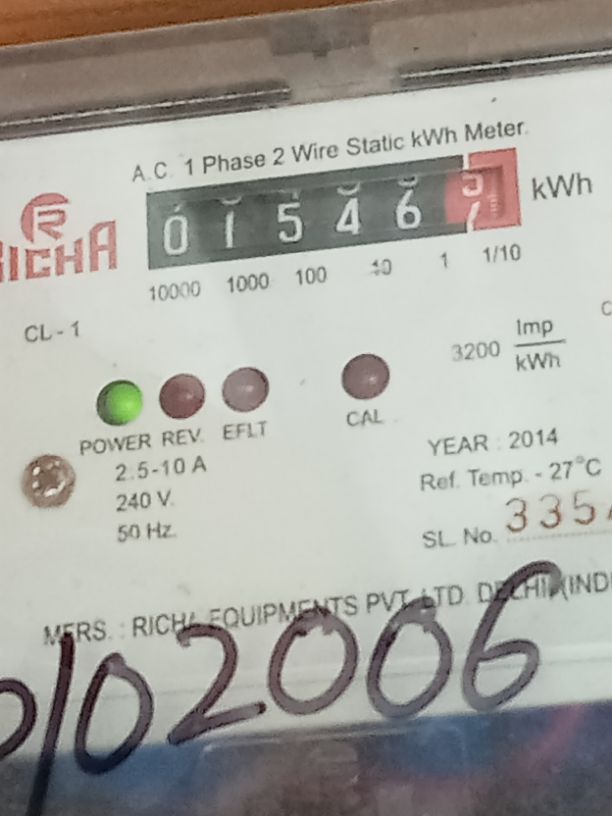 A.C. 1 Phase 2 Wire Static kWh Meter.
RICHA
0 1 5 4 6 kWh
10000 1000 100 10 1 1/10
CL - 1
3200 Imp/kWh
POWER REV. EFLT CAL
2.5-10 A
240 V.
50 Hz.
YEAR : 2014
Ref. Temp. - 27°C
SL. No. 335
MFRS. : RICHA EQUIPMENTS PVT. LTD. DELHI (INDI
02006